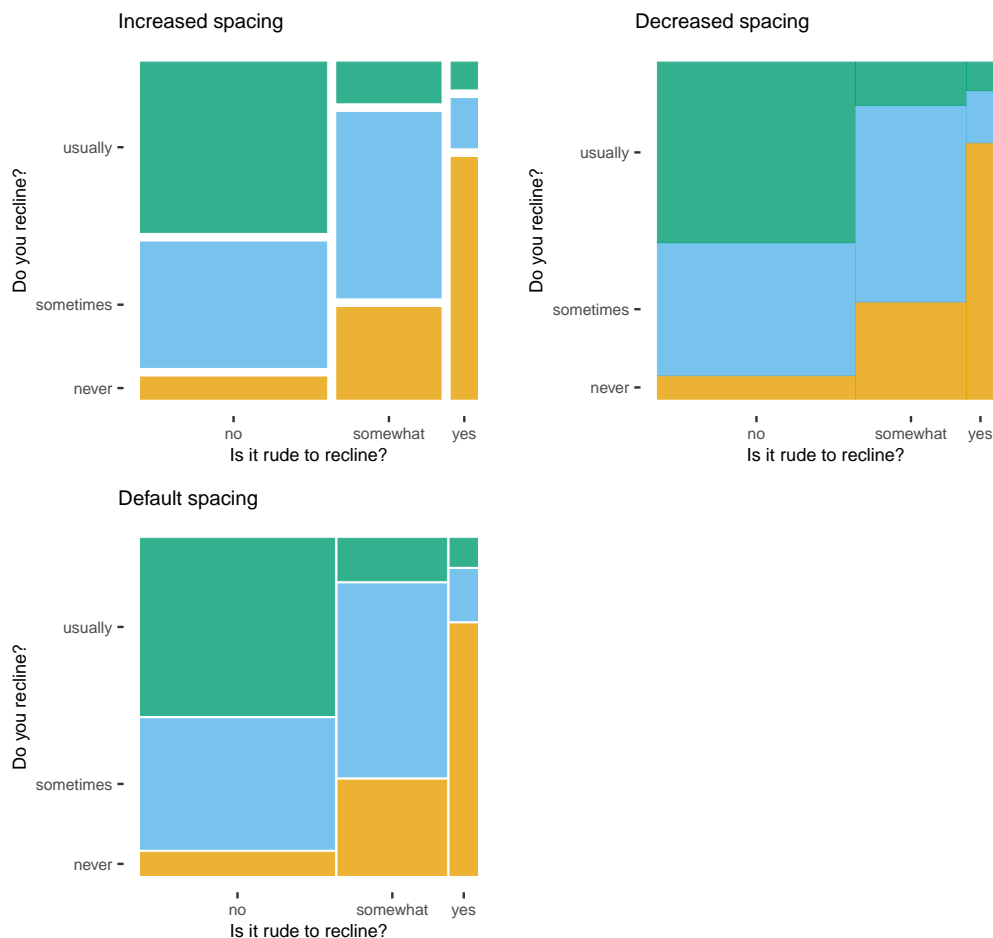 Increased spacing
Do you recline?
usually
sometimes
never
no somewhat yes
Is it rude to recline?
Decreased spacing
Do you recline?
usually
sometimes
never
no somewhat yes
Is it rude to recline?
Default spacing
Do you recline?
usually
sometimes
never
no somewhat yes
Is it rude to recline?